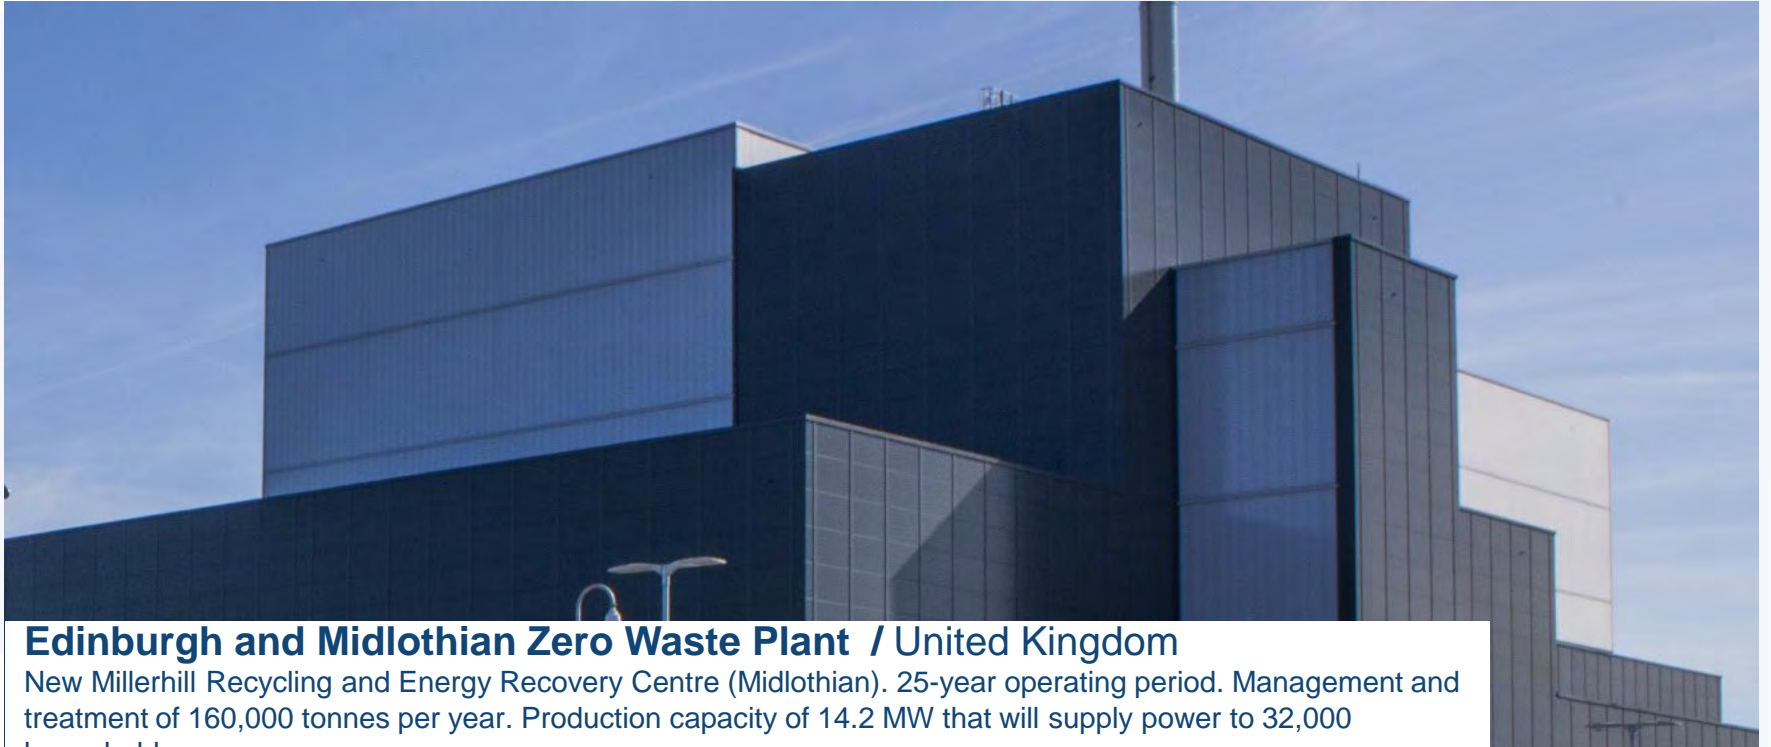 Edinburgh and Midlothian Zero Waste Plant / United Kingdom
New Millerhill Recycling and Energy Recovery Centre (Midlothian). 25-year operating period. Management and
treatment of 160,000 tonnes per year. Production capacity of 14.2 MW that will supply power to 32,000